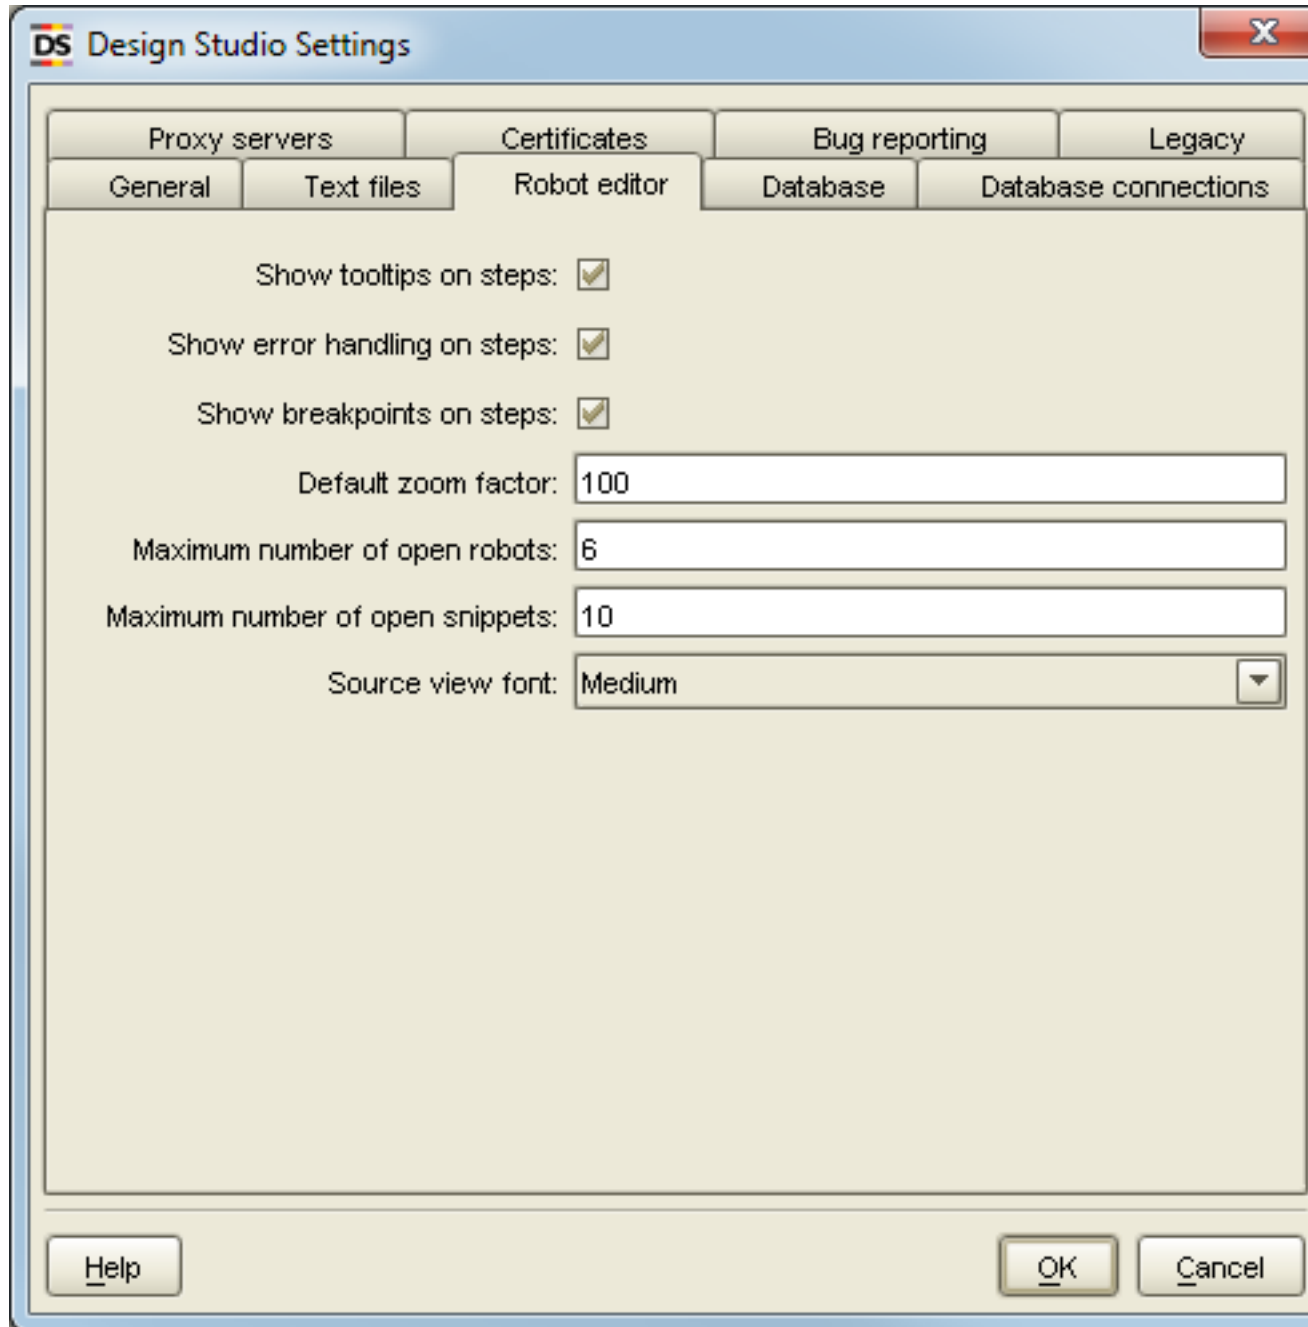 DS Design Studio Settings
Proxy servers Certificates Bug reporting Legacy
General Text files Robot editor Database Database connections
Show tooltips on steps:
Show error handling on steps:
Show breakpoints on steps:
Default zoom factor: 100
Maximum number of open robots: 6
Maximum number of open snippets: 10
Source view font: Medium
Help OK Cancel